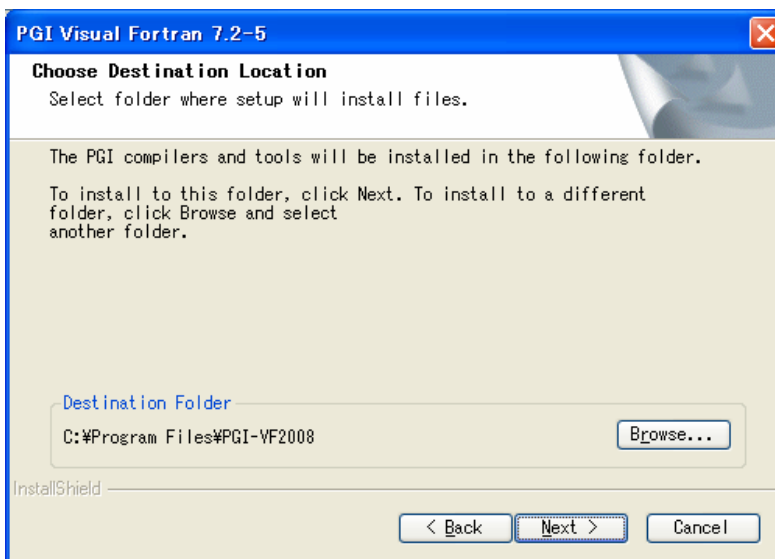 PGI Visual Fortran 7.2-5
Choose Destination Location
Select folder where setup will install files.
The PGI compilers and tools will be installed in the following folder.
To install to this folder, click Next. To install to a different
folder, click Browse and select
another folder.
Destination Folder
C:¥Program Files¥PGI-VF2008
Browse...
InstallShield
< Back
Next >
Cancel